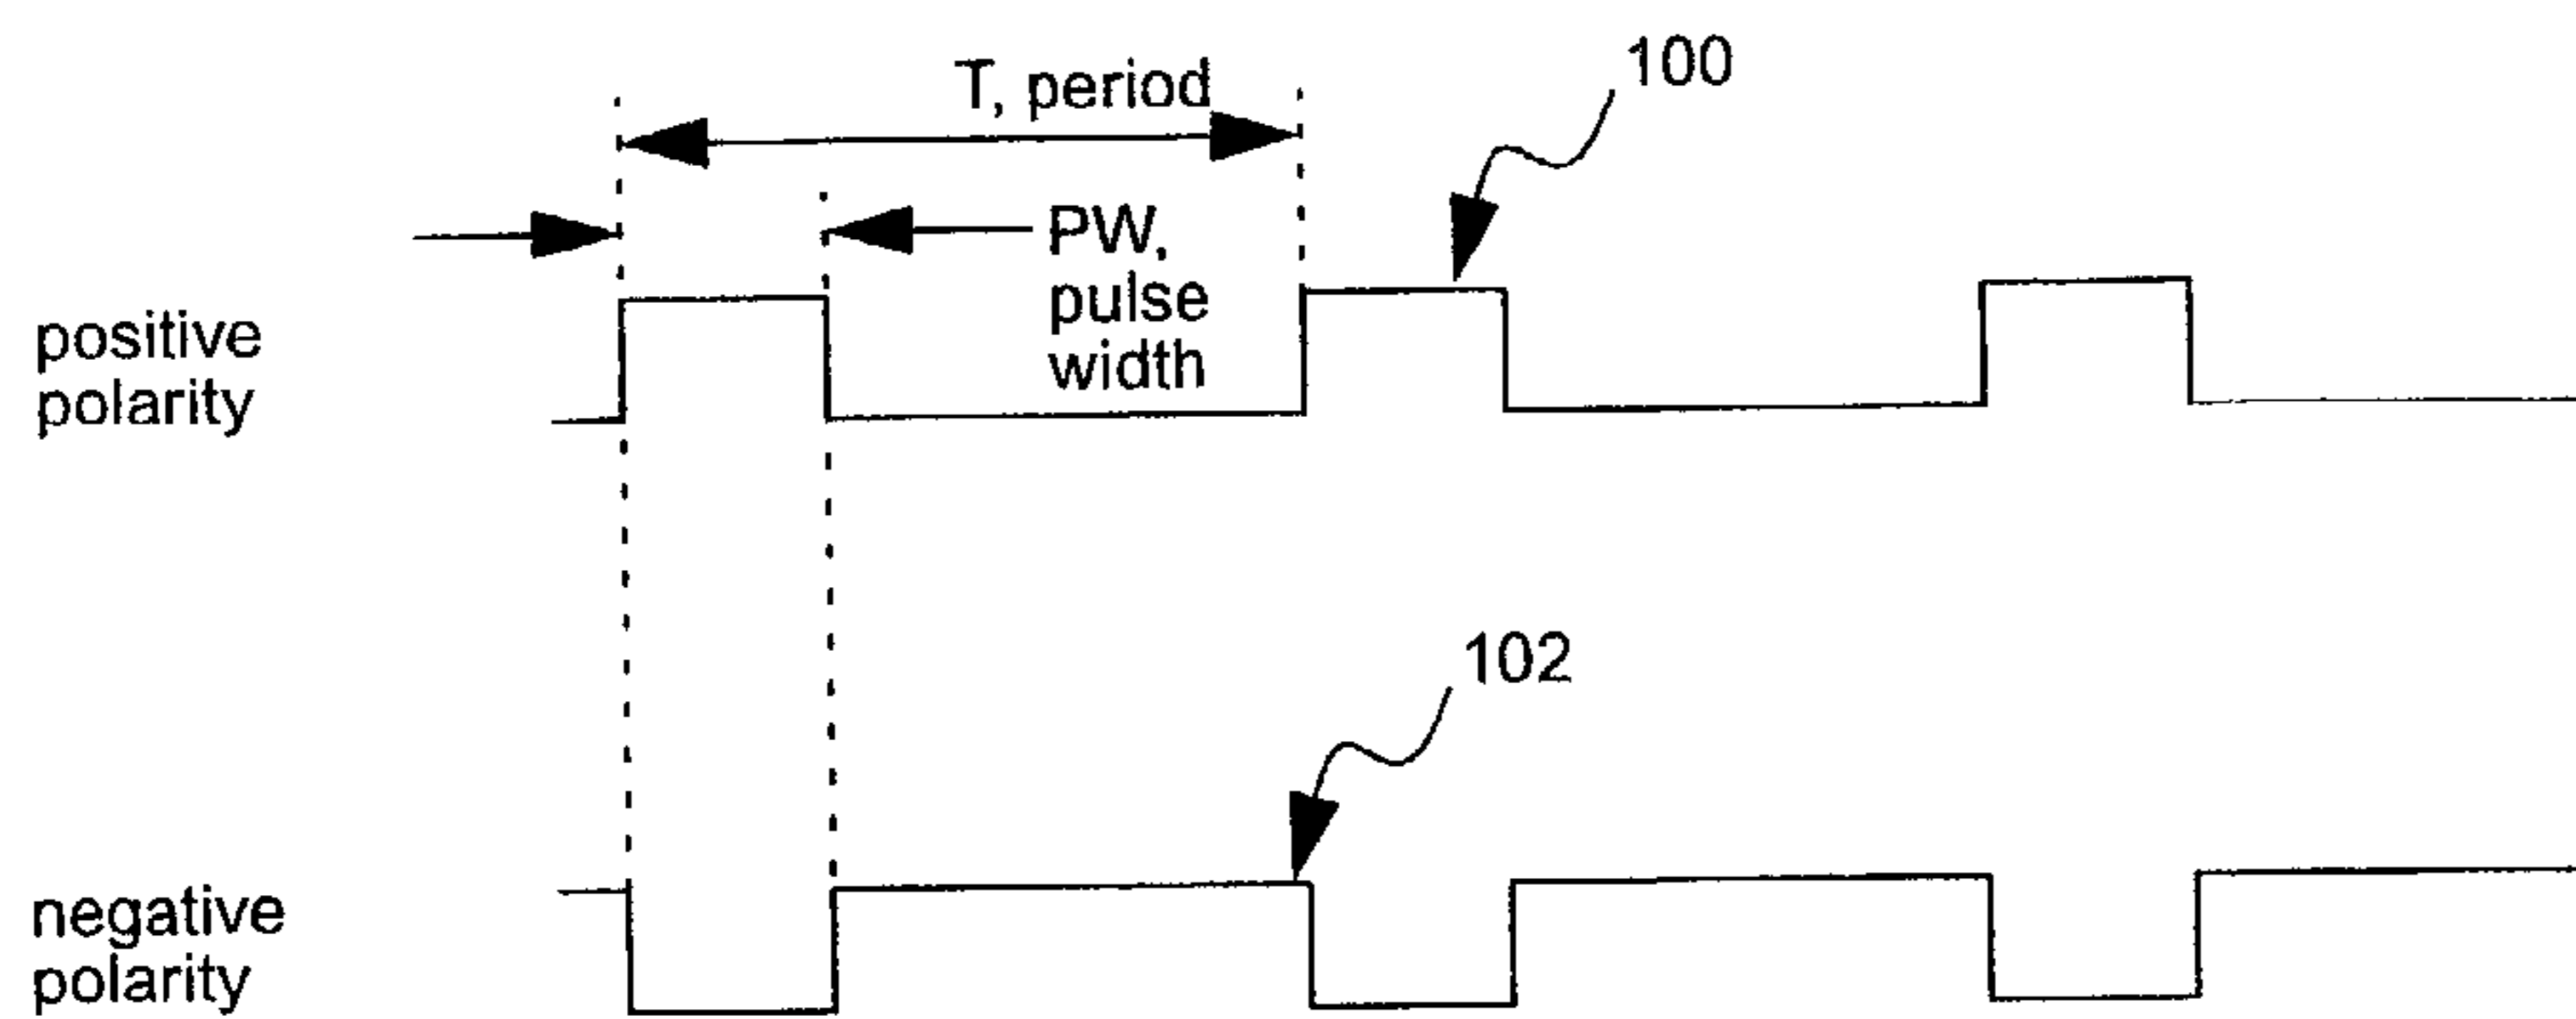 T, period
100
PW,
pulse
width
positive
polarity
102
negative
polarity